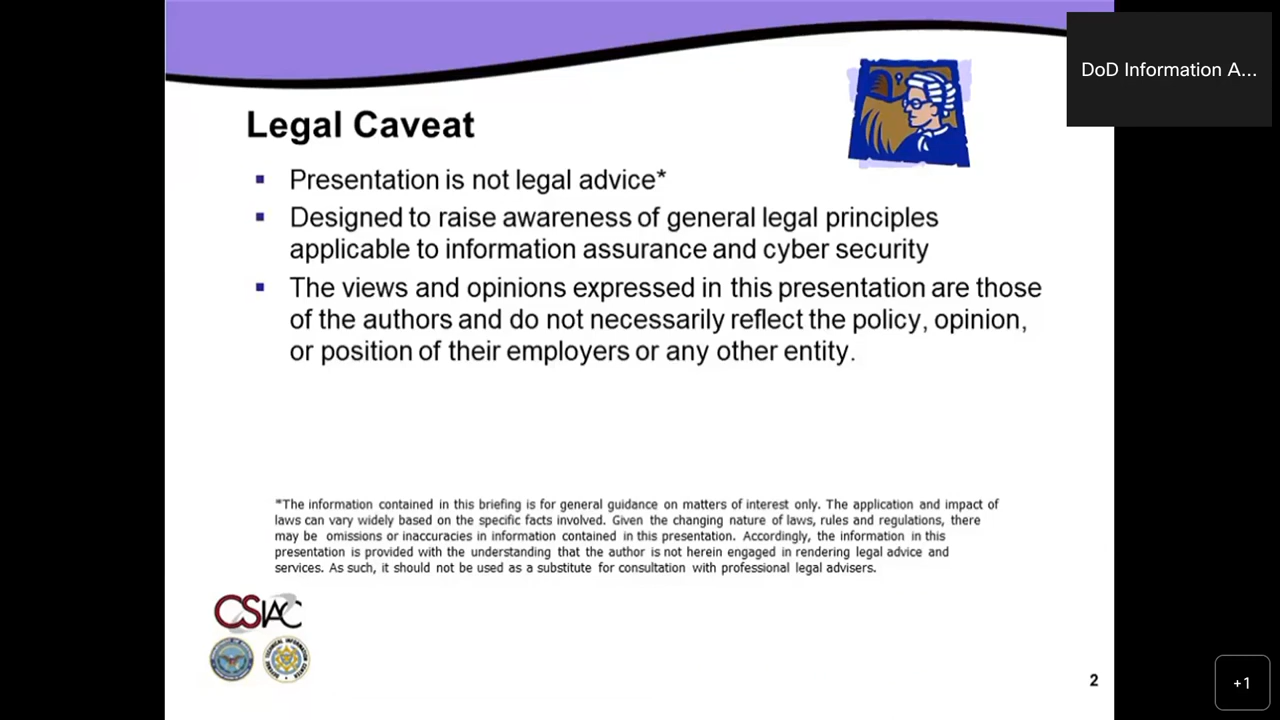 DoD Information A...
Legal Caveat
▪ Presentation is not legal advice*
▪ Designed to raise awareness of general legal principles
applicable to information assurance and cyber security
▪ The views and opinions expressed in this presentation are those
of the authors and do not necessarily reflect the policy, opinion,
or position of their employers or any other entity.
*The information contained in this briefing is for general guidance on matters of interest only. The application and impact of
laws can vary widely based on the specific facts involved. Given the changing nature of laws, rules and regulations, there
may be omissions or inaccuracies in information contained in this presentation. Accordingly, the information in this
presentation is provided with the understanding that the author is not herein engaged in rendering legal advice and
services. As such, it should not be used as a substitute for consultation with professional legal advisers.
CSIAC
2
+1